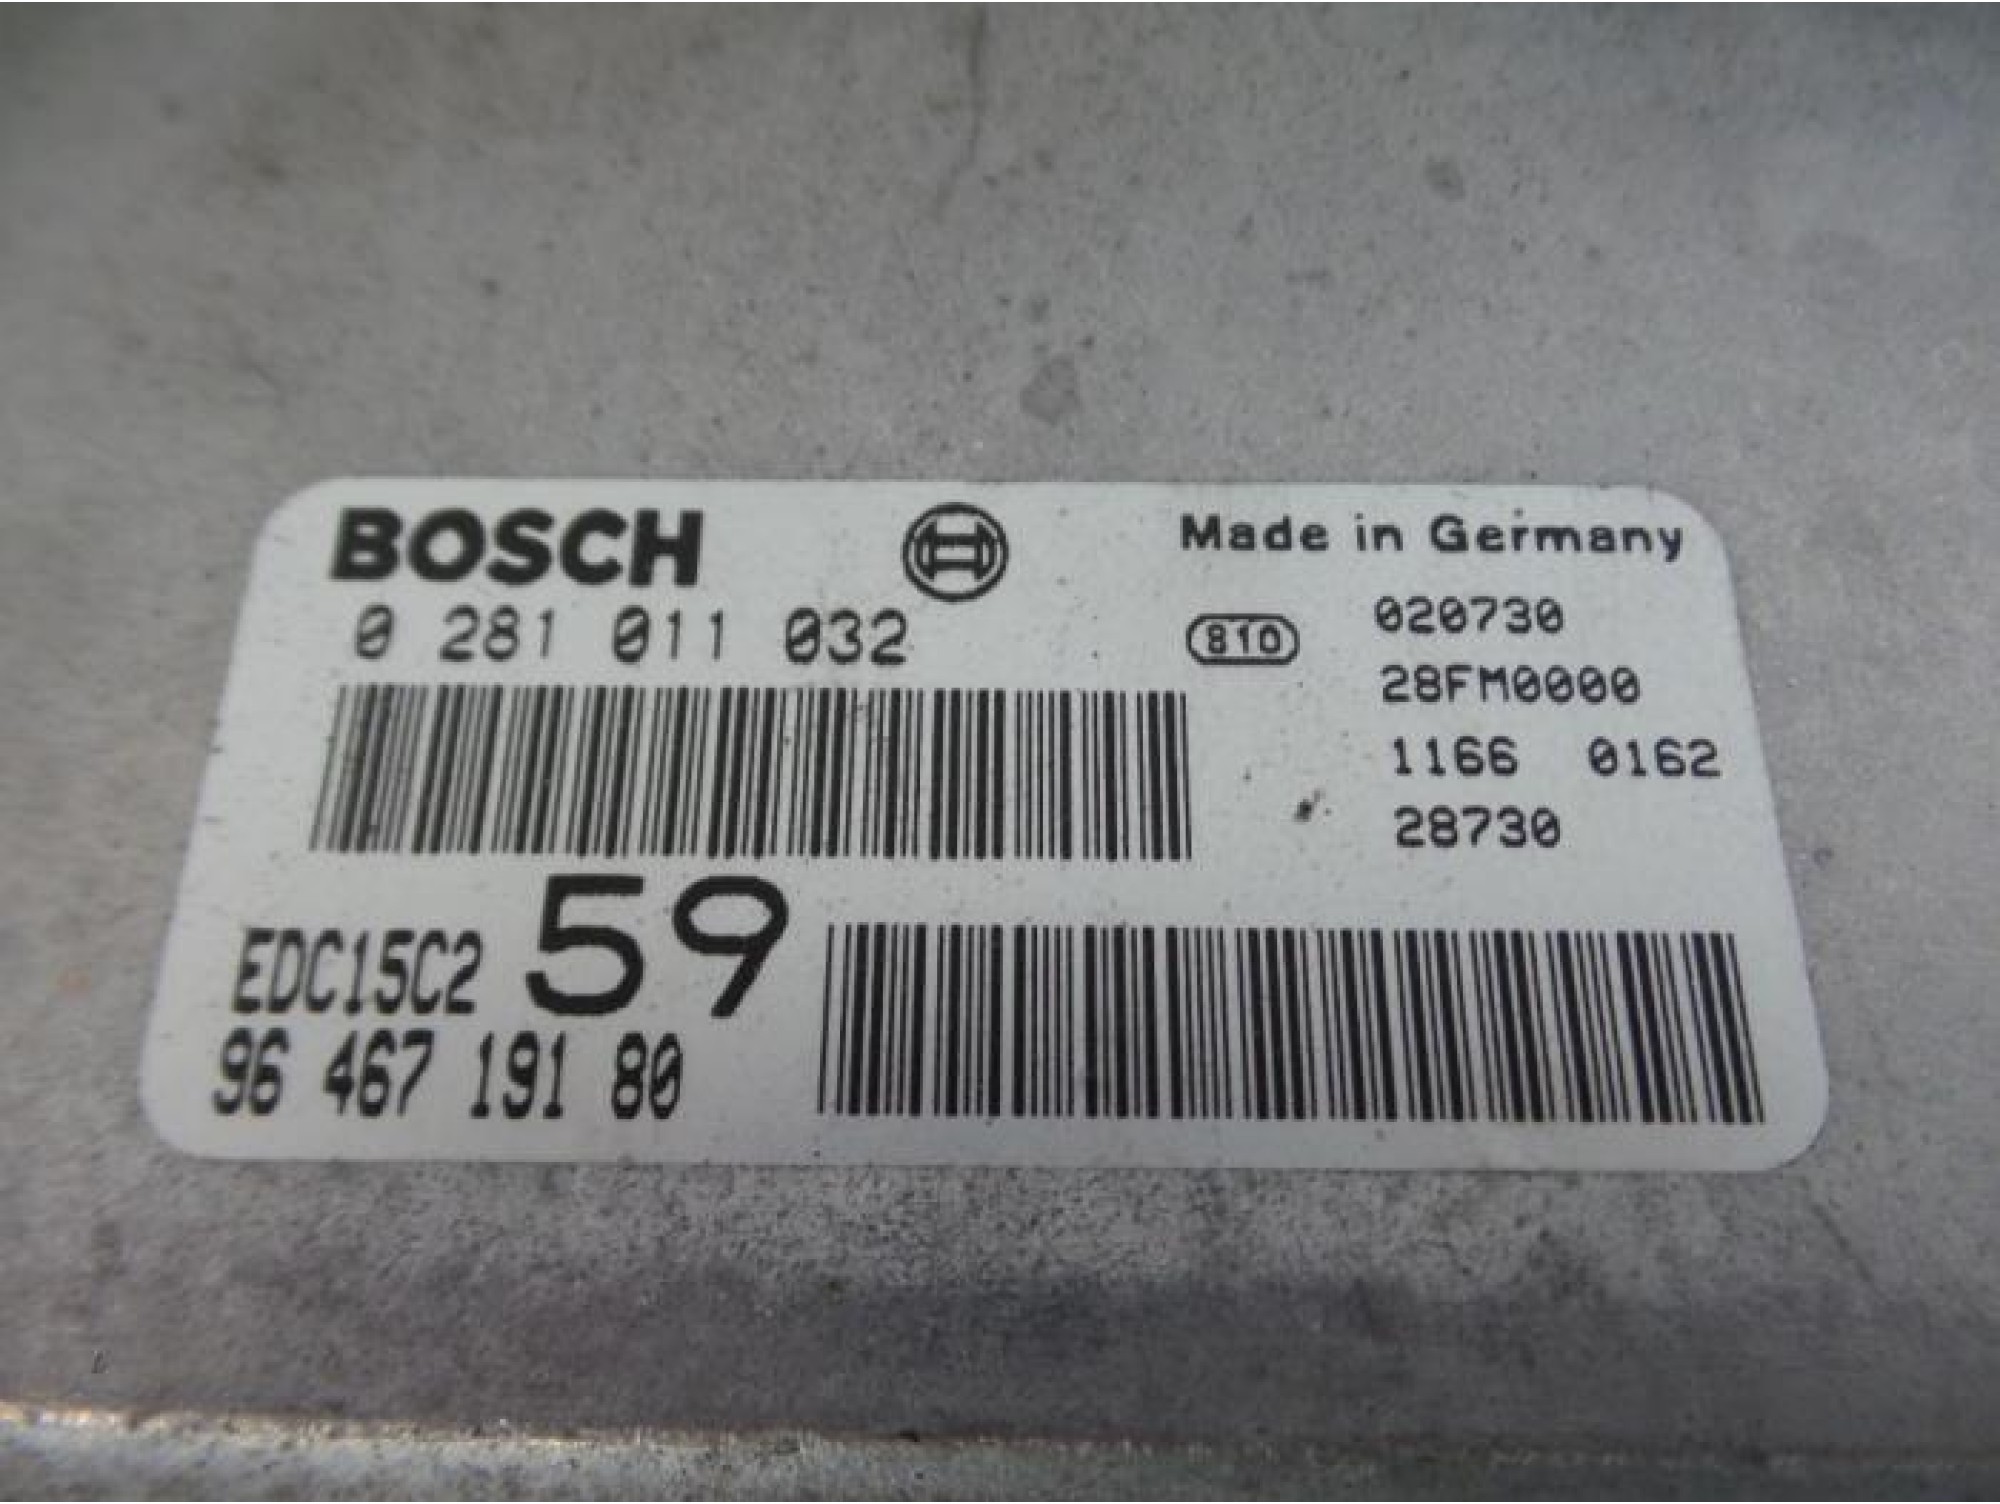 BOSCH
Made in Germany
0 281 011 032
810
020730
28FM0000
1166 0162
28730
EDC15C2 59
96 467 191 80